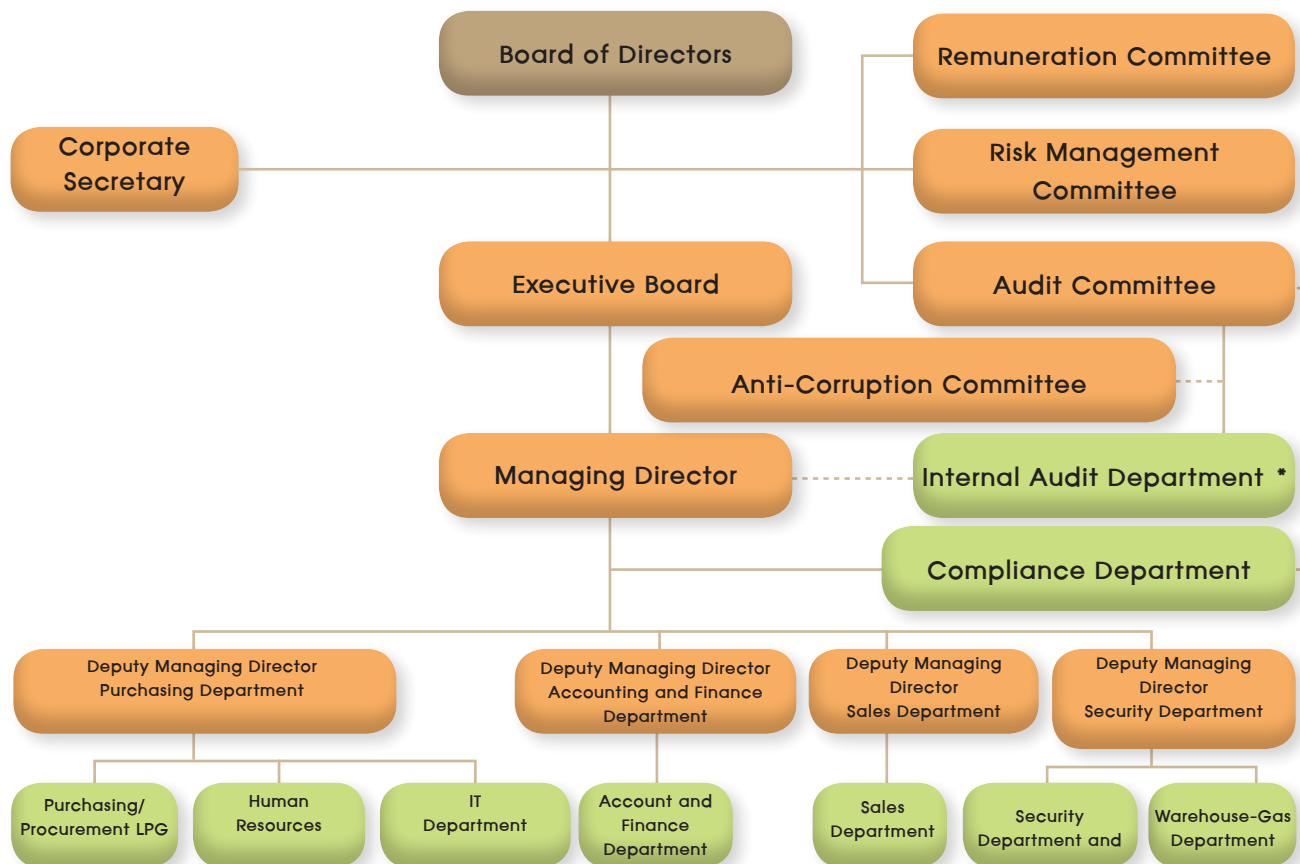 Board of Directors
Remuneration Committee
Corporate
Secretary
Risk Management
Committee
Executive Board
Audit Committee
Anti-Corruption Committee
Managing Director
Internal Audit Department *
Compliance Department
Deputy Managing Director
Purchasing Department
Deputy Managing Director
Accounting and Finance
Department
Deputy Managing
Director
Sales Department
Deputy Managing
Director
Security Department
Purchasing/
Procurement LPG
Human
Resources
IT
Department
Account and
Finance
Department
Sales
Department
Security
Department and
Warehouse-Gas
Department